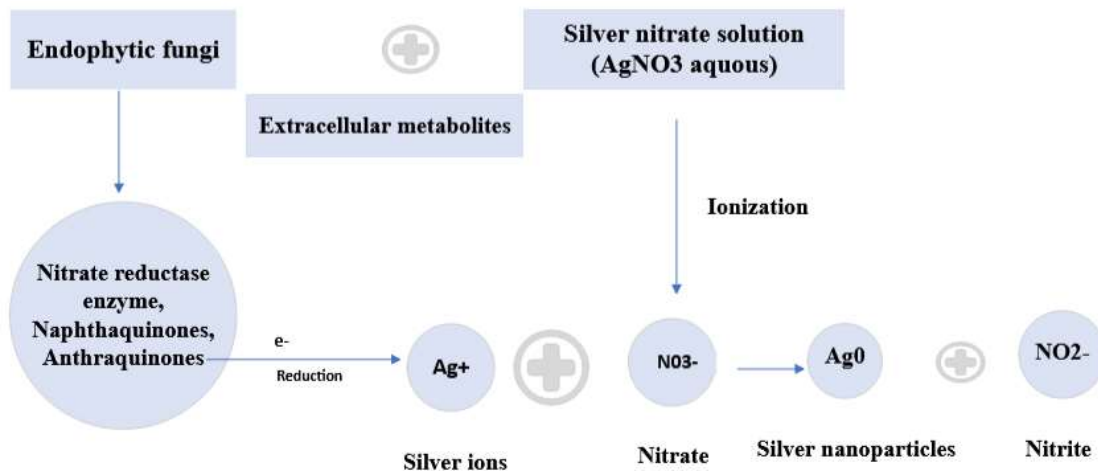 Endophytic fungi
Silver nitrate solution
(AgNO3 aquous)
Extracellular metabolites
Ionization
Nitrate reductase
enzyme,
Naphthaquinones,
Anthraquinones
e-
Reduction
Ag+
N03-
Ag0
NO2-
Silver ions
Nitrate
Silver nanoparticles
Nitrite